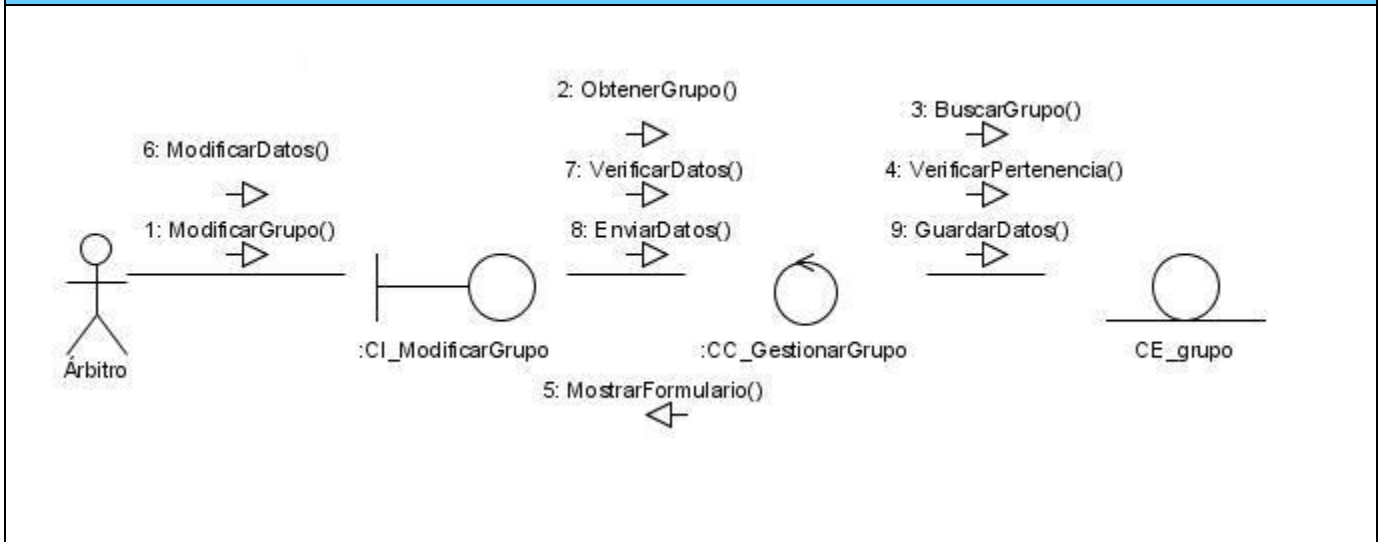 2: ObtenerGrupo()
3: BuscarGrupo()
6: ModificarDatos()
7: VerificarDatos()
4: VerificarPertenencia()
1: ModificarGrupo()
8: EnviarDatos()
9: GuardarDatos()
:CI_ModificarGrupo
:CC_GestionarGrupo
CE_grupo
Árbitro
5: MostrarFormulario()